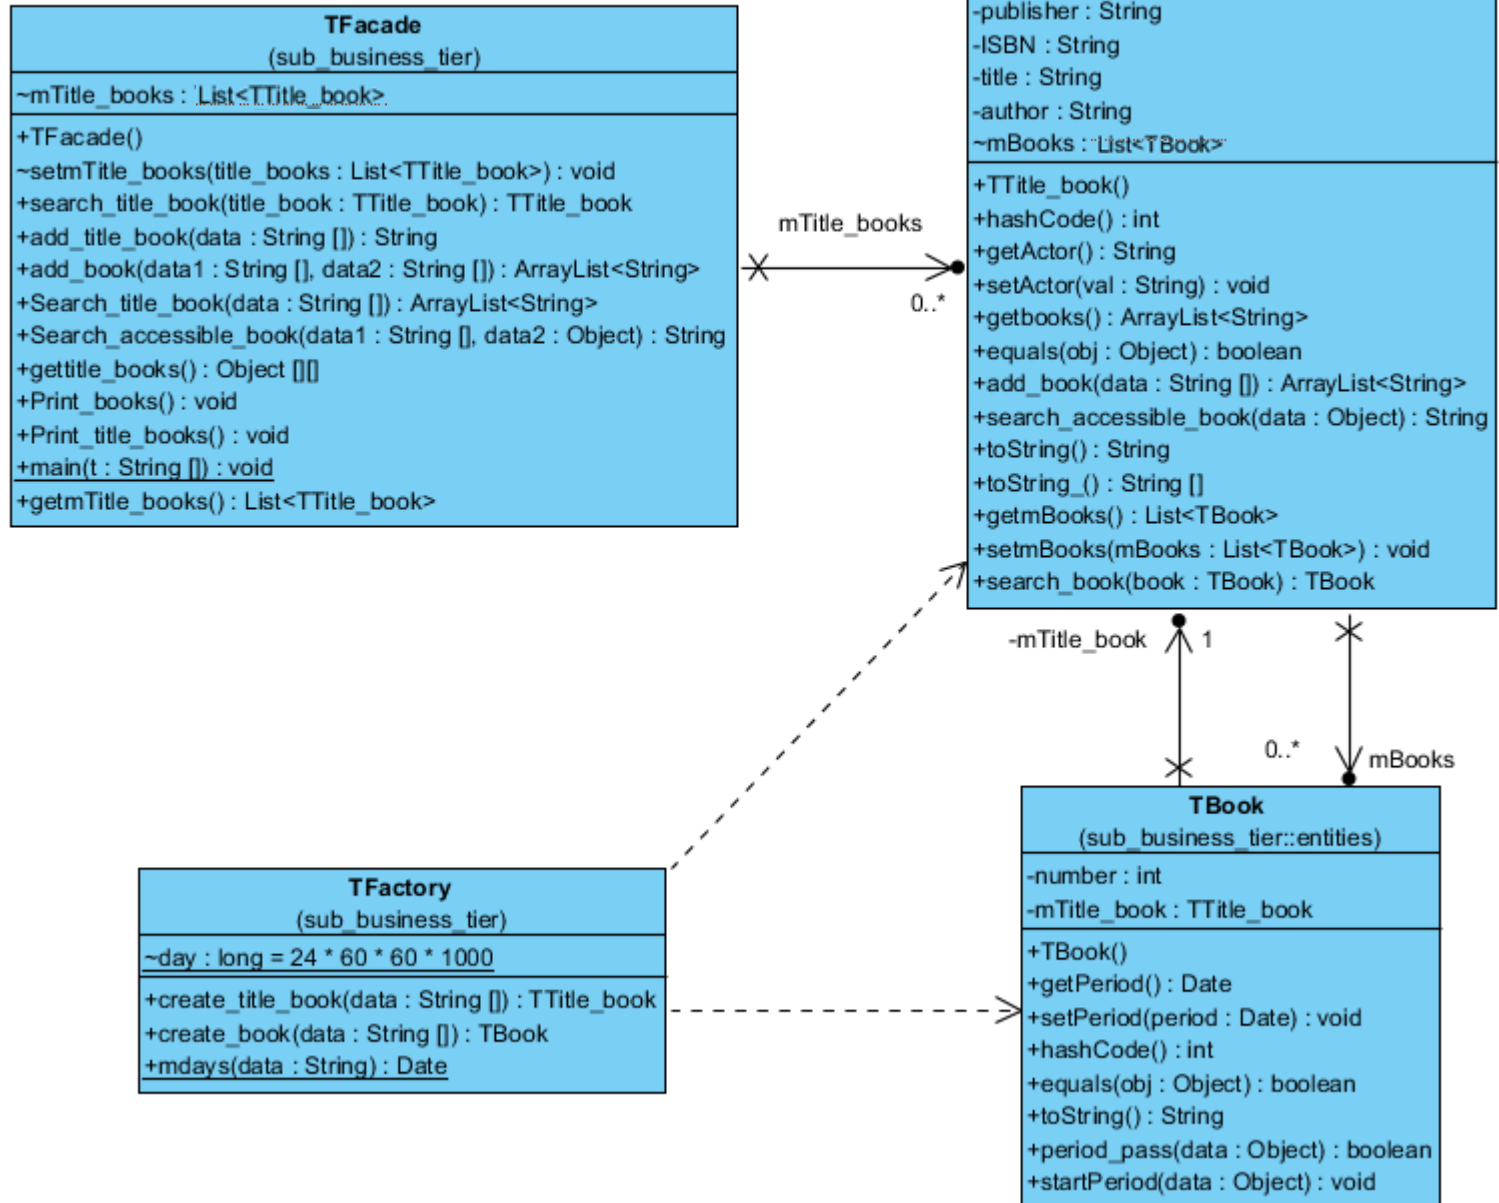 TFacade
(sub_business_tier)
~mTitle_books : List<TTitle_book>
+TFacade()
~setmTitle_books(title_books : List<TTitle_book>) : void
+search_title_book(title_book : TTitle_book) : TTitle_book
+add_title_book(data : String []) : String
+add_book(data1 : String [], data2 : String []) : ArrayList<String>
+Search_title_book(data : String []) : ArrayList<String>
+Search_accessible_book(data1 : String [], data2 : Object) : String
+gettitle_books() : Object [][]
+Print_books() : void
+Print_title_books() : void
+main(t : String []) : void
+getmTitle_books() : List<TTitle_book>
mTitle_books
0..*
-publisher : String
-ISBN : String
-title : String
-author : String
~mBooks : List<TBook>
+TTitle_book()
+hashCode() : int
+getActor() : String
+setActor(val : String) : void
+getbooks() : ArrayList<String>
+equals(obj : Object) : boolean
+add_book(data : String []) : ArrayList<String>
+search_accessible_book(data : Object) : String
+toString() : String
+toString_() : String []
+getmBooks() : List<TBook>
+setmBooks(mBooks : List<TBook>) : void
+search_book(book : TBook) : TBook
-mTitle_book
1
0..*
mBooks
TFactory
(sub_business_tier)
~day : long = 24 * 60 * 60 * 1000
+create_title_book(data : String []) : TTitle_book
+create_book(data : String []) : TBook
+mdays(data : String) : Date
TBook
(sub_business_tier::entities)
-number : int
-mTitle_book : TTitle_book
+TBook()
+getPeriod() : Date
+setPeriod(period : Date) : void
+hashCode() : int
+equals(obj : Object) : boolean
+toString() : String
+period_pass(data : Object) : boolean
+startPeriod(data : Object) : void